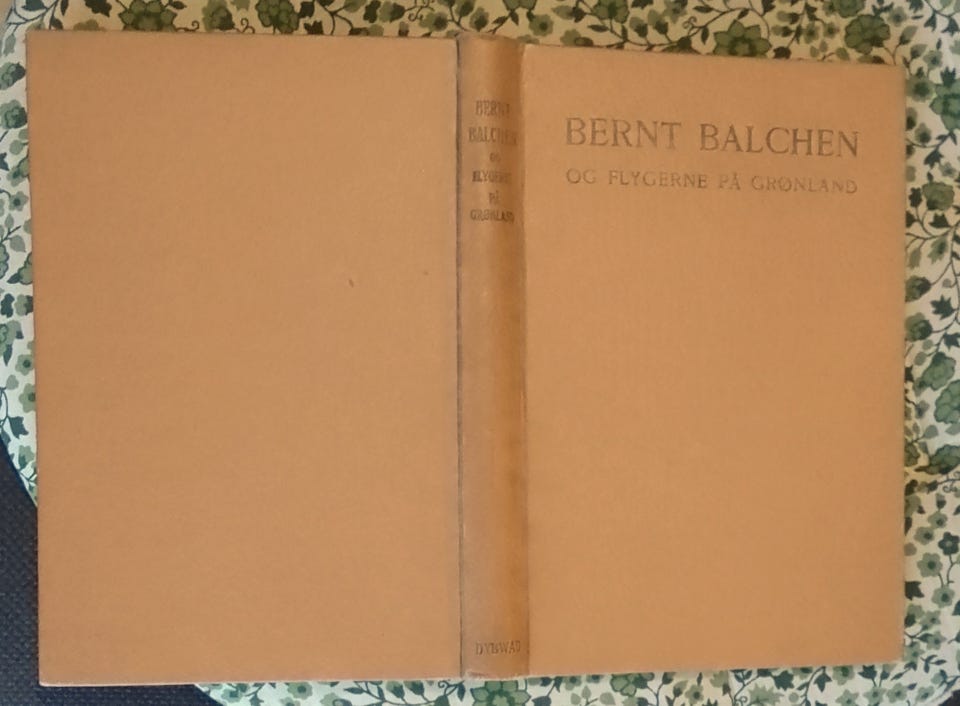 BERNT
BALCHEN
OG
FLYGERNE
PÅ
GRØNLAND
DYBWAD
BERNT BALCHEN
OG FLYGERNE PÅ GRØNLAND